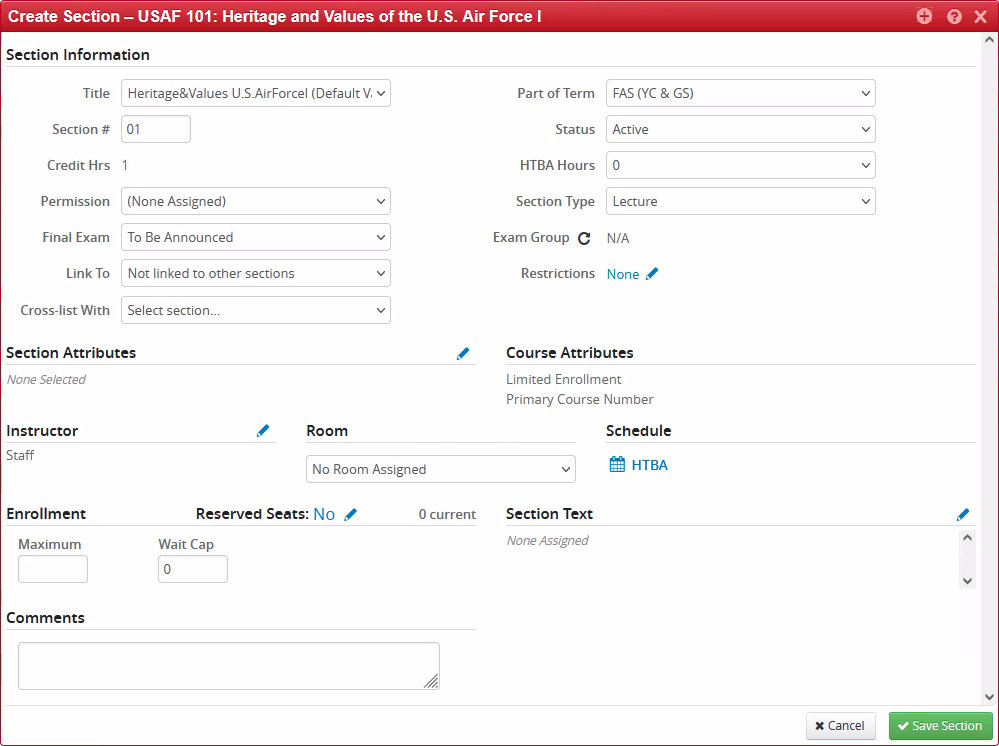 Create Section – USAF 101: Heritage and Values of the U.S. Air Force I
Section Information
Title Heritage&Values U.S.AirForceI (Default Va
Part of Term FAS (YC & GS)
Section # 01
Status Active
Credit Hrs 1
HTBA Hours 0
Permission (None Assigned)
Section Type Lecture
Final Exam To Be Announced
Exam Group N/A
Link To Not linked to other sections
Restrictions None
Cross-list With Select section...
Section Attributes
None Selected
Course Attributes
Limited Enrollment
Primary Course Number
Instructor
Staff
Room
No Room Assigned
Schedule
HTBA
Enrollment Reserved Seats: No 0 current
Maximum Wait Cap
0
Section Text
None Assigned
Comments
Cancel Save Section